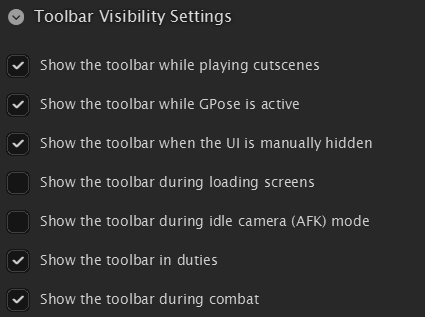 Toolbar Visibility Settings
Show the toolbar while playing cutscenes
Show the toolbar while GPose is active
Show the toolbar when the UI is manually hidden
Show the toolbar during loading screens
Show the toolbar during idle camera (AFK) mode
Show the toolbar in duties
Show the toolbar during combat